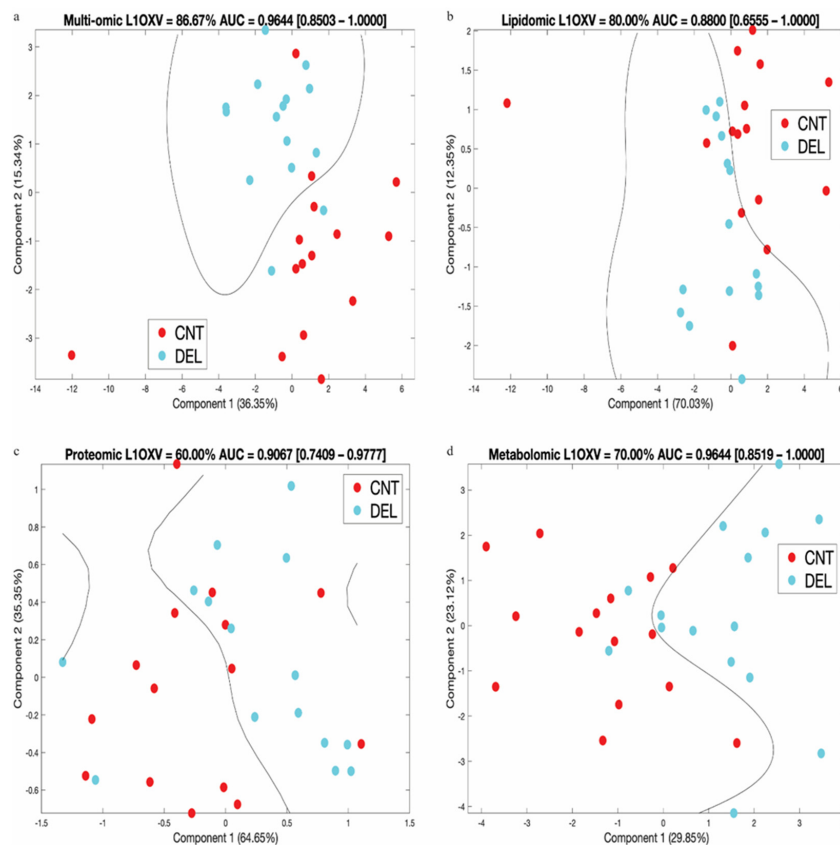 a
Multi-omic L1OXV = 86.67% AUC = 0.9644 [0.8503 – 1.0000]
3
2
1
0
-1
-2
-3
Component 2 (15.34%)
CNT
DEL
-14 -12 -10 -8 -6 -4 -2 0 2 4 6
Component 1 (36.35%)
b
Lipidomic L1OXV = 80.00% AUC = 0.8800 [0.6555 – 1.0000]
2
1.5
1
0.5
0
-0.5
-1
-1.5
-2
Component 2 (12.35%)
CNT
DEL
-14 -12 -10 -8 -6 -4 -2 0 2 4 6
Component 1 (70.03%)
c
Proteomic L1OXV = 60.00% AUC = 0.9067 [0.7409 – 0.9777]
1
0.8
0.6
0.4
0.2
0
-0.2
-0.4
-0.6
Component 2 (35.35%)
CNT
DEL
-1.5 -1 -0.5 0 0.5 1 1.5
Component 1 (64.65%)
d
Metabolomic L1OXV = 70.00% AUC = 0.9644 [0.8519 – 1.0000]
3
2
1
0
-1
-2
-3
-4
Component 2 (23.12%)
CNT
DEL
-4 -3 -2 -1 0 1 2 3
Component 1 (29.85%)